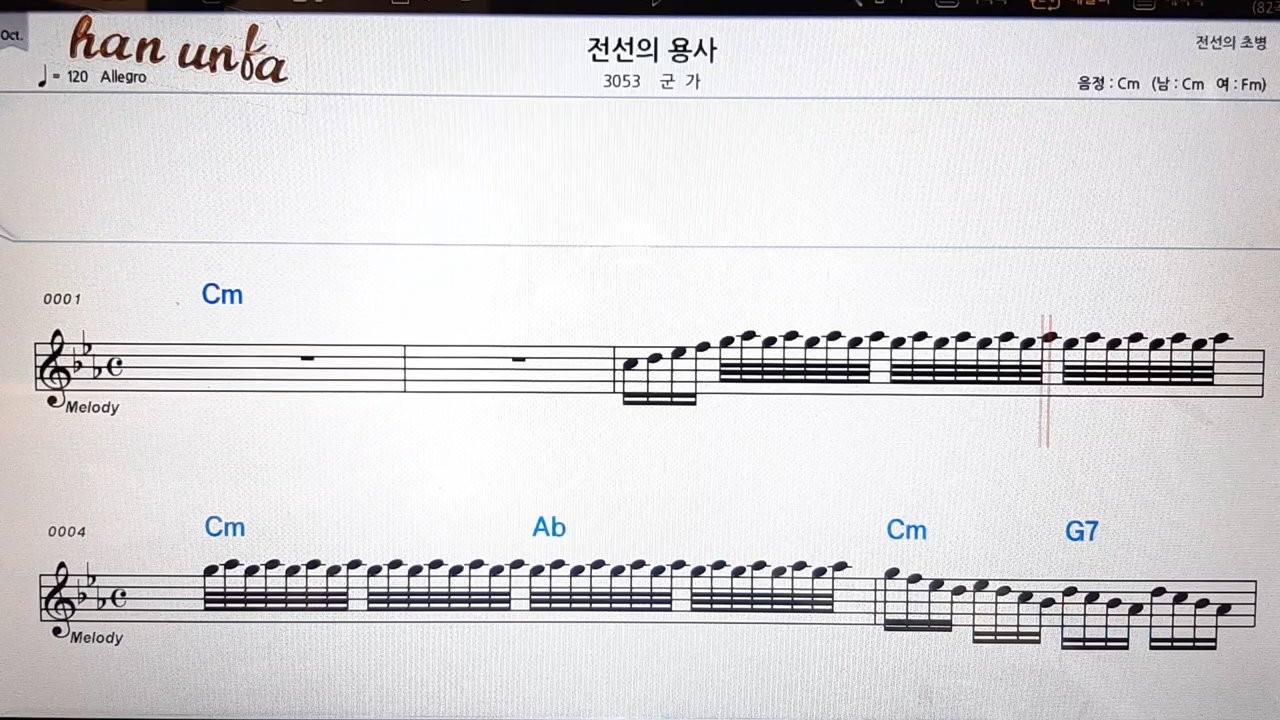 Oct.
han unfa
♩= 120 Allegro
전선의 용사
3053 군 가
전선의 초병
음정 : Cm (남 : Cm 여 : Fm)
0001
Cm
Melody
0004
Cm Ab Cm G7
Melody